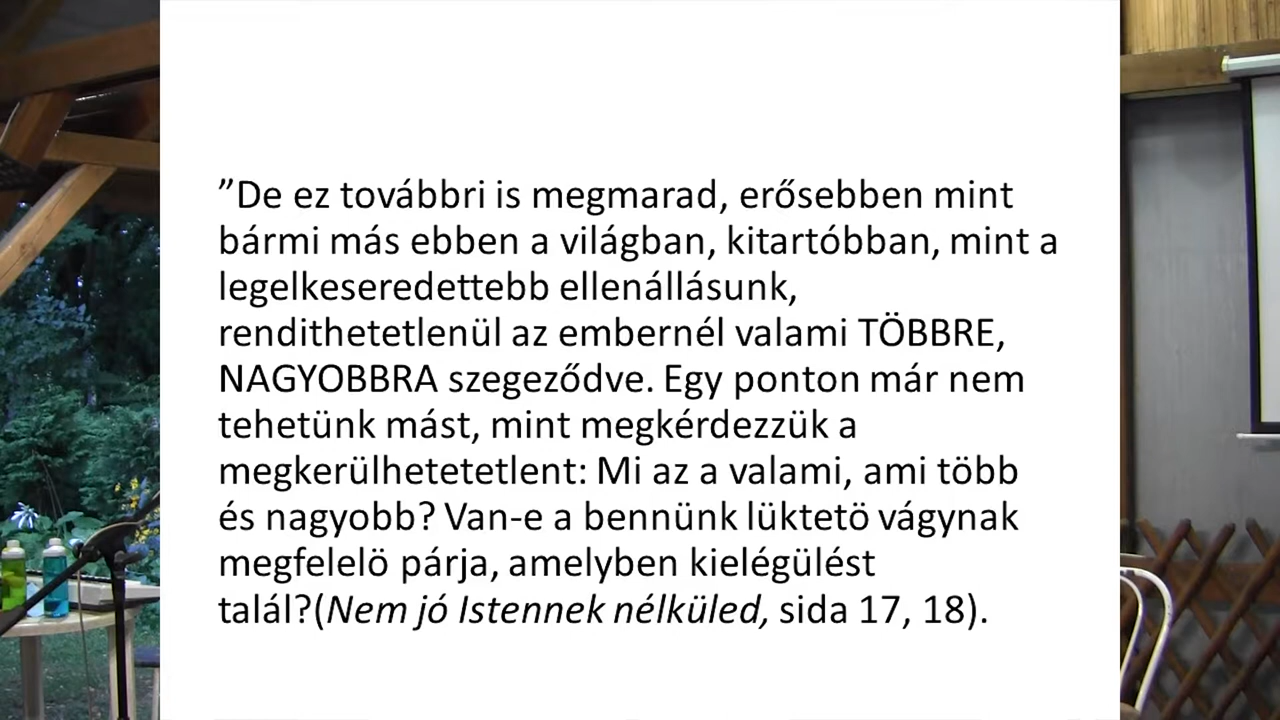 ”De ez továbbri is megmarad, erősebben mint
bármi más ebben a világban, kitartóbban, mint a
legelkeseredettebb ellenállásunk,
rendithetetlenül az embernél valami TÖBBRE,
NAGYOBBRA szegeződve. Egy ponton már nem
tehetünk mást, mint megkérdezzük a
megkerülhetetetlent: Mi az a valami, ami több
és nagyobb? Van-e a bennünk lüktetö vágynak
megfelelö párja, amelyben kielégülést
talál?(Nem jó Istennek nélküled, sida 17, 18).